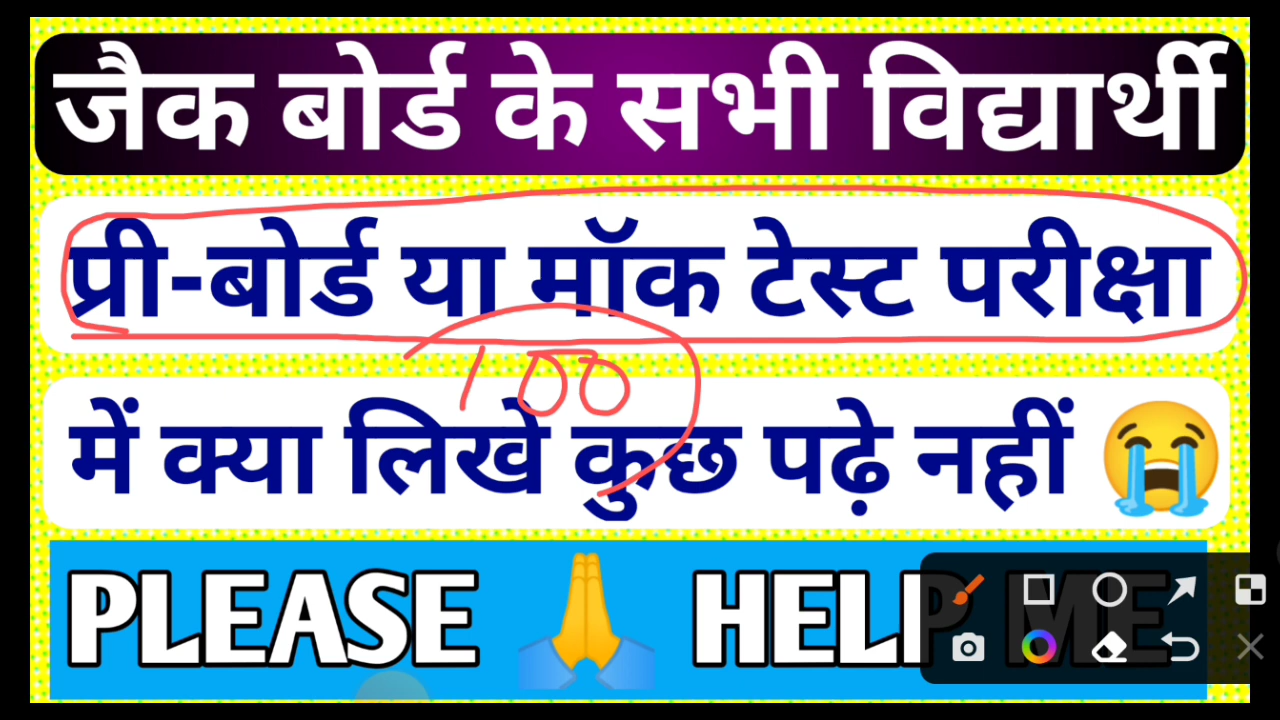 जैक बोर्ड के सभी विद्यार्थी
प्री-बोर्ड या मॉक टेस्ट परीक्षा
100
में क्या लिखे कुछ पढ़े नहीं 😭
PLEASE 🙏 HELP ME